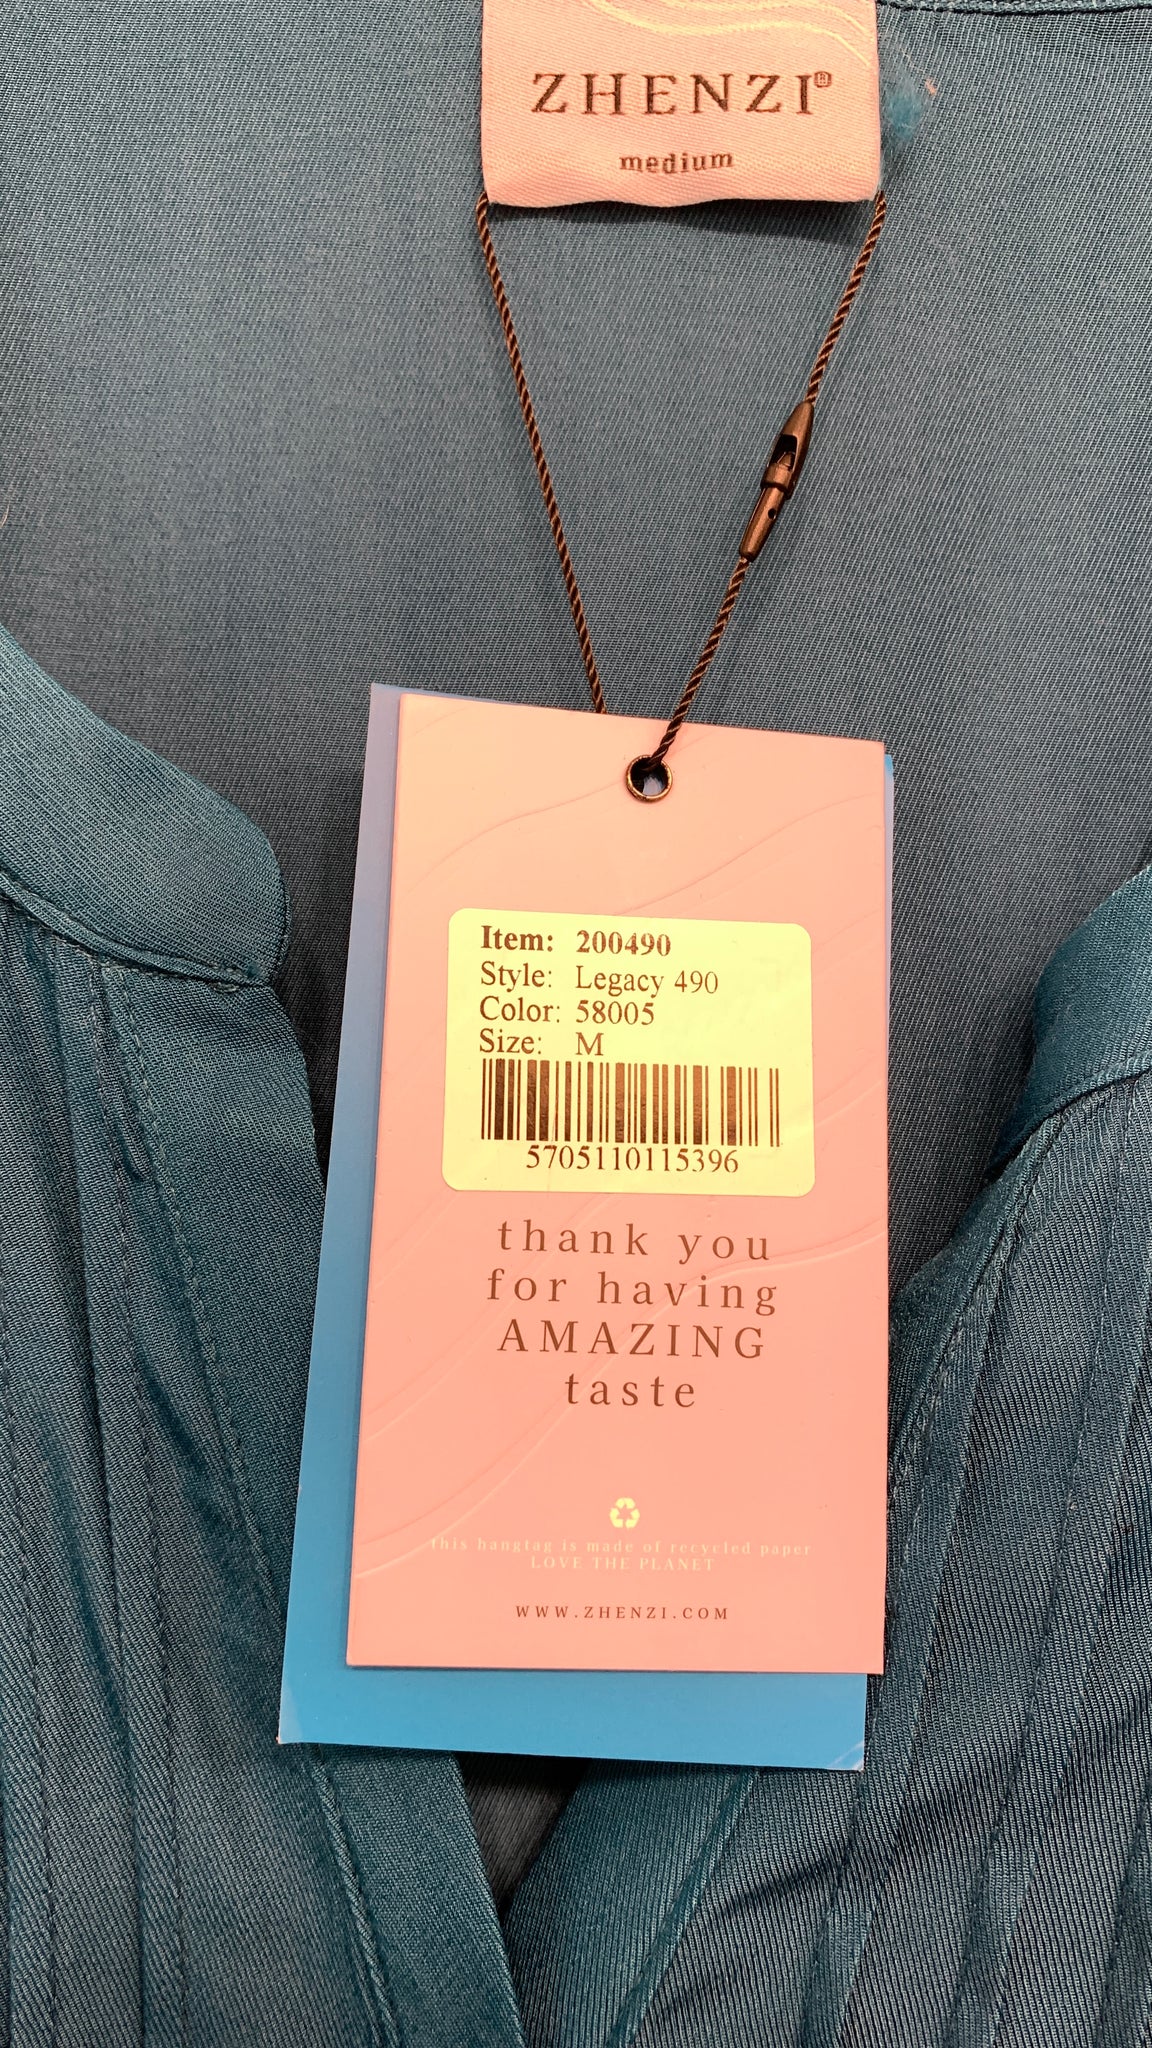 ZHENZI®
medium
Item: 200490
Style: Legacy 490
Color: 58005
Size: M
5705110115396
thank you
for having
AMAZING
taste
this hangtag is made of recycled paper
LOVE THE PLANET
WWW.ZHENZI.COM